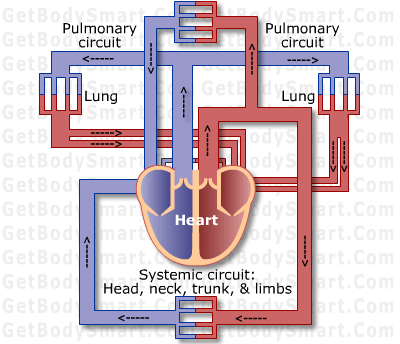 GetBodySmart.Com
Pulmonary circuit
Pulmonary circuit
Lung
Lung
Heart
Systemic circuit:
Head, neck, trunk, & limbs